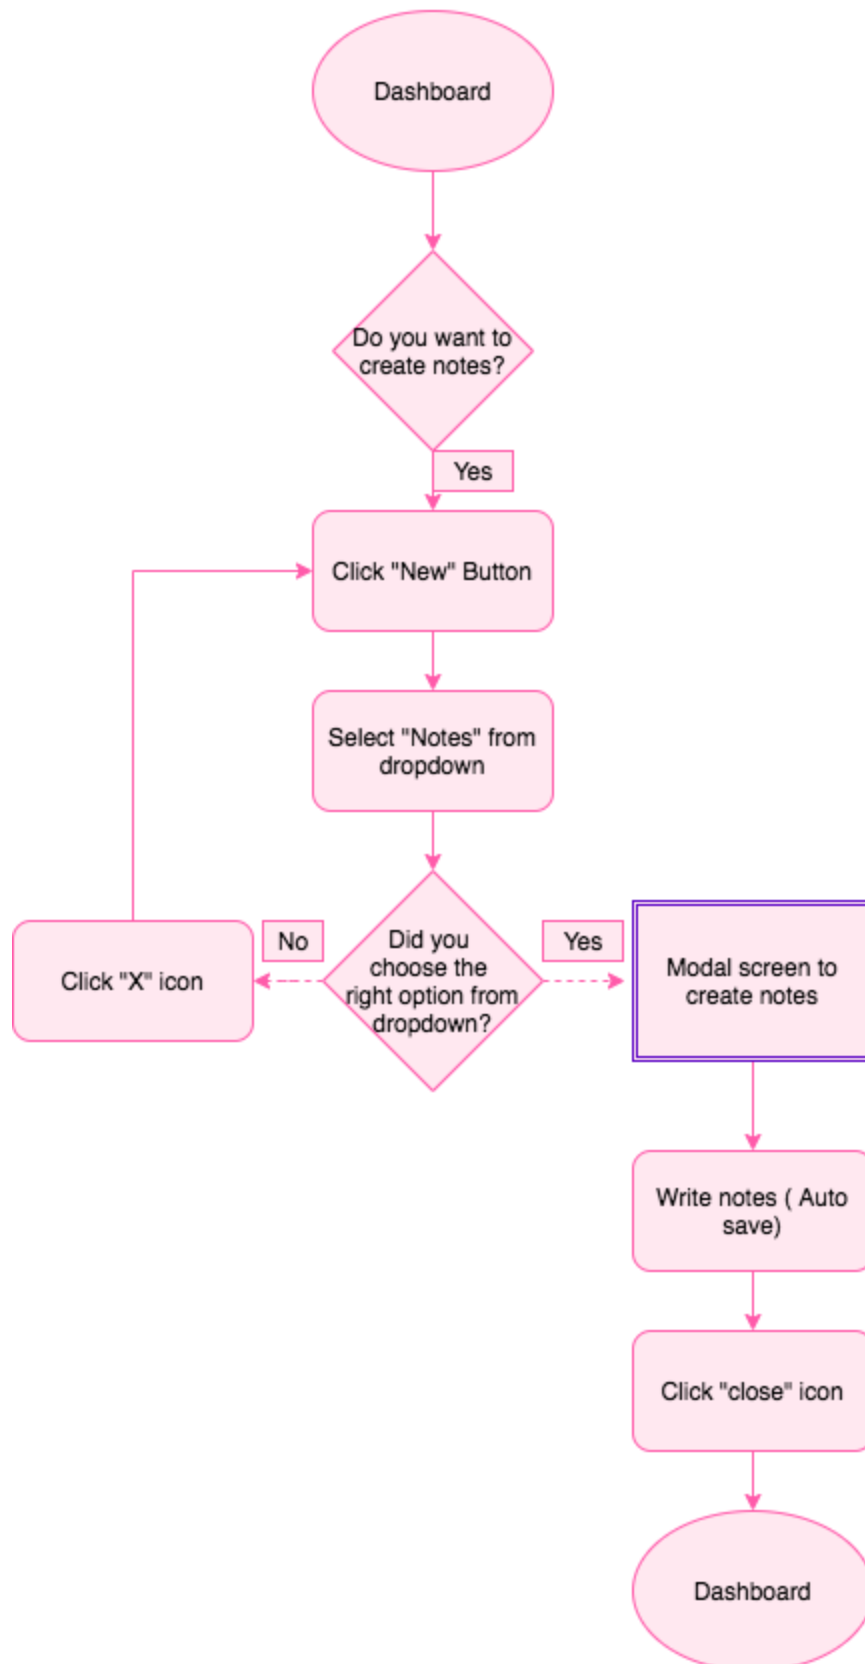 Dashboard
Do you want to
create notes?
Yes
Click "New" Button
Select "Notes" from
dropdown
No
Did you
choose the
right option from
dropdown?
Yes
Click "X" icon
Modal screen to
create notes
Write notes ( Auto
save)
Click "close" icon
Dashboard